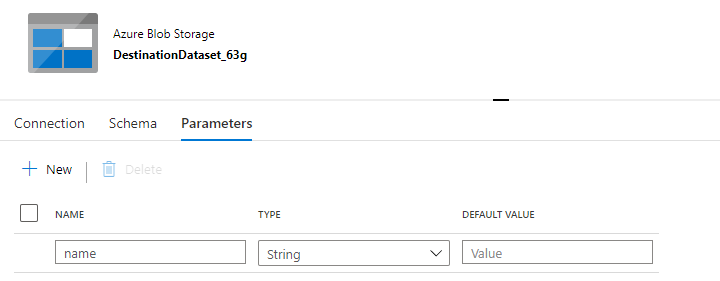 Azure Blob Storage
DestinationDataset_63g
Connection Schema Parameters
New Delete
NAME TYPE DEFAULT VALUE
name String Value